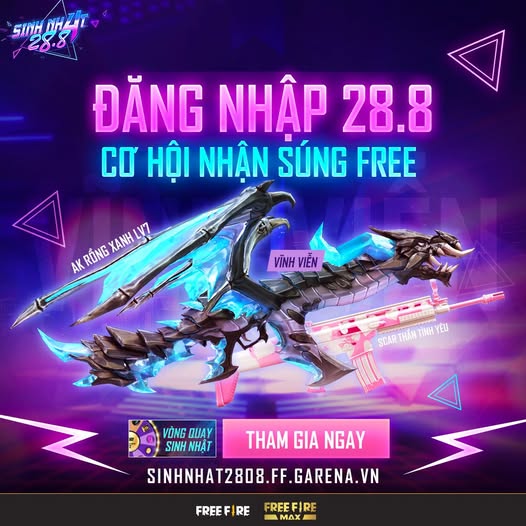 SINH NHẬT
28.8
ĐĂNG NHẬP 28.8
CƠ HỘI NHẬN SÚNG FREE
AK RỒNG XANH LV7
VĨNH VIỄN
SCAR THẦN TÌNH YÊU
VÒNG QUAY
SINH NHẬT
THAM GIA NGAY
SINHNHAT2808.FF.GARENA.VN
FREE FIRE
FREE FIRE
MAX